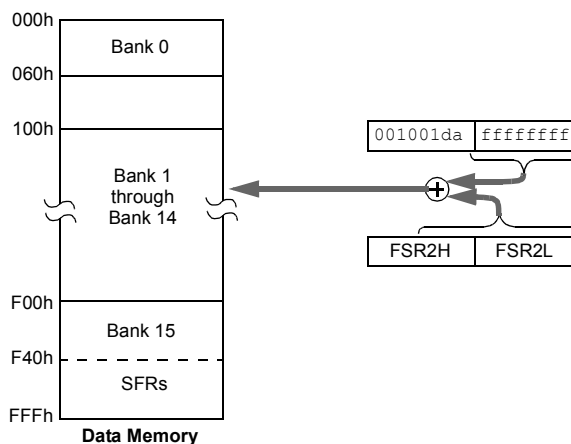 000h
Bank 0
060h
100h
001001da ffffffff
Bank 1
through
Bank 14
FSR2H FSR2L
F00h
Bank 15
F40h
SFRs
FFFh
Data Memory